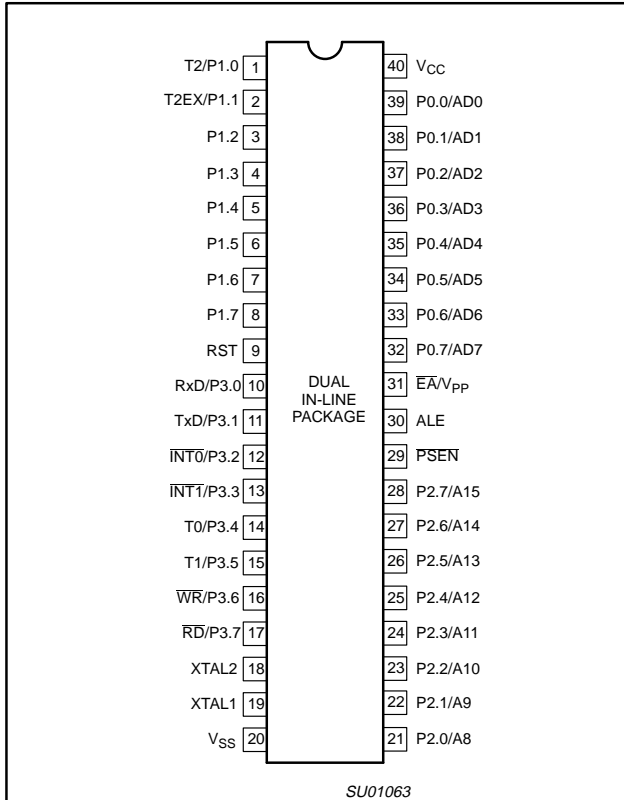 T2/P1.0 1
T2EX/P1.1 2
P1.2 3
P1.3 4
P1.4 5
P1.5 6
P1.6 7
P1.7 8
RST 9
RxD/P3.0 10
TxD/P3.1 11
I̅N̅T̅0̅/P3.2 12
I̅N̅T̅1̅/P3.3 13
T0/P3.4 14
T1/P3.5 15
W̅R̅/P3.6 16
R̅D̅/P3.7 17
XTAL2 18
XTAL1 19
VSS 20
DUAL
IN-LINE
PACKAGE
40 VCC
39 P0.0/AD0
38 P0.1/AD1
37 P0.2/AD2
36 P0.3/AD3
35 P0.4/AD4
34 P0.5/AD5
33 P0.6/AD6
32 P0.7/AD7
31 E̅A̅/VPP
30 ALE
29 P̅S̅E̅N̅
28 P2.7/A15
27 P2.6/A14
26 P2.5/A13
25 P2.4/A12
24 P2.3/A11
23 P2.2/A10
22 P2.1/A9
21 P2.0/A8
SU01063